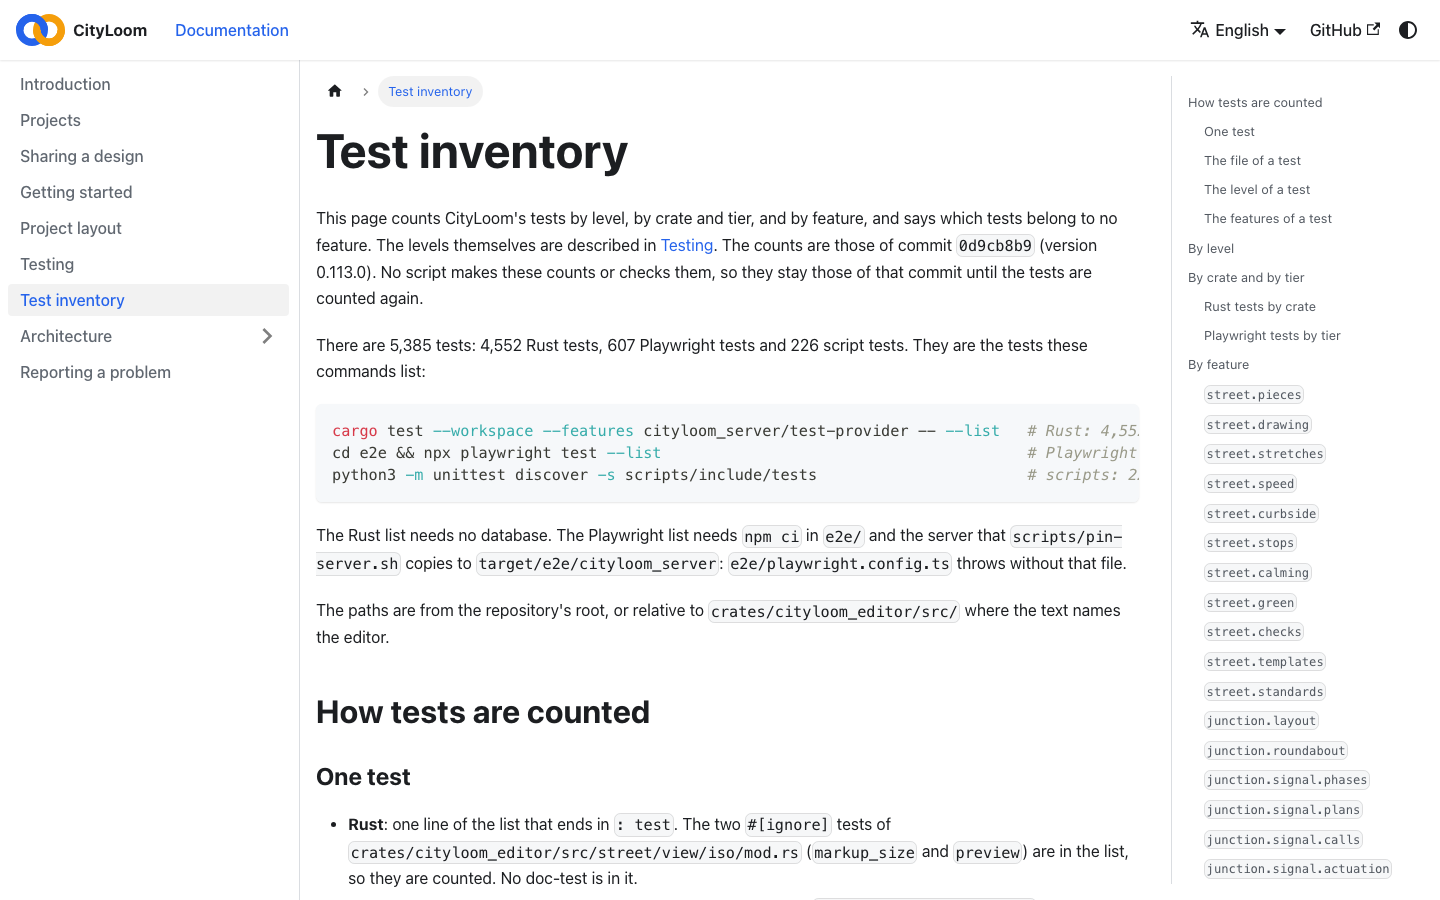 CityLoom
Documentation
English
GitHub
Introduction
Projects
Sharing a design
Getting started
Project layout
Testing
Test inventory
Architecture
Reporting a problem
Test inventory
Test inventory
This page counts CityLoom's tests by level, by crate and tier, and by feature, and says which tests belong to no
feature. The levels themselves are described in Testing. The counts are those of commit 0d9cb8b9 (version
0.113.0). No script makes these counts or checks them, so they stay those of that commit until the tests are
counted again.
There are 5,385 tests: 4,552 Rust tests, 607 Playwright tests and 226 script tests. They are the tests these
commands list:
cargo test --workspace --features cityloom_server/test-provider -- --list # Rust: 4,55
cd e2e && npx playwright test --list # Playwright
python3 -m unittest discover -s scripts/include/tests # scripts: 2
The Rust list needs no database. The Playwright list needs npm ci in e2e/ and the server that scripts/pin-
server.sh copies to target/e2e/cityloom_server: e2e/playwright.config.ts throws without that file.
The paths are from the repository's root, or relative to crates/cityloom_editor/src/ where the text names
the editor.
How tests are counted
One test
• Rust: one line of the list that ends in : test. The two #[ignore] tests of
crates/cityloom_editor/src/street/view/iso/mod.rs (markup_size and preview) are in the list,
so they are counted. No doc-test is in it.
How tests are counted
One test
The file of a test
The level of a test
The features of a test
By level
By crate and by tier
Rust tests by crate
Playwright tests by tier
By feature
street.pieces
street.drawing
street.stretches
street.speed
street.curbside
street.stops
street.calming
street.green
street.checks
street.templates
street.standards
junction.layout
junction.roundabout
junction.signal.phases
junction.signal.plans
junction.signal.calls
junction.signal.actuation